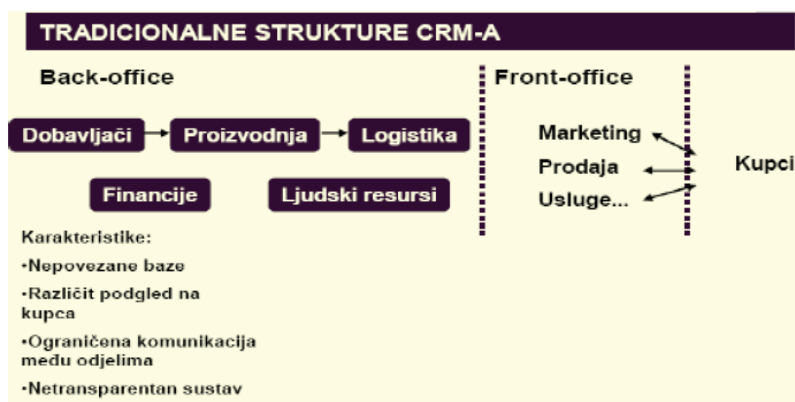 TRADICIONALNE STRUKTURE CRM-A
Back-office
Front-office
Dobavljači
Proizvodnja
Logistika
Marketing
Prodaja
Kupci
Financije
Ljudski resursi
Usluge...
Karakteristike:
•Nepovezane baze
•Različit podgled na
kupca
•Ograničena komunikacija
među odjelima
•Netransparentan sustav